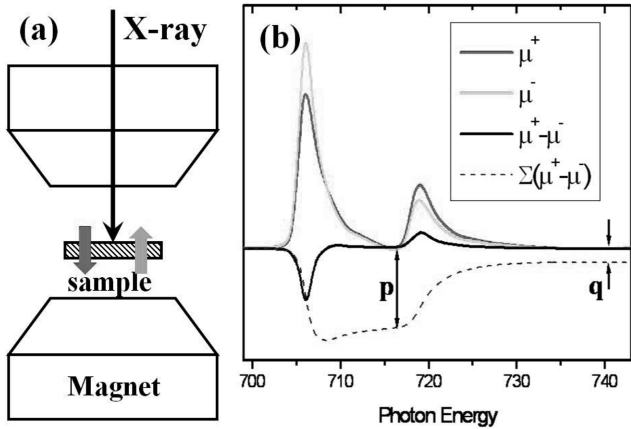 (a)
X-ray
sample
Magnet
(b)
μ⁺
μ⁻
μ⁺-μ⁻
Σ(μ⁺-μ⁻)
p
q
700 710 720 730 740
Photon Energy